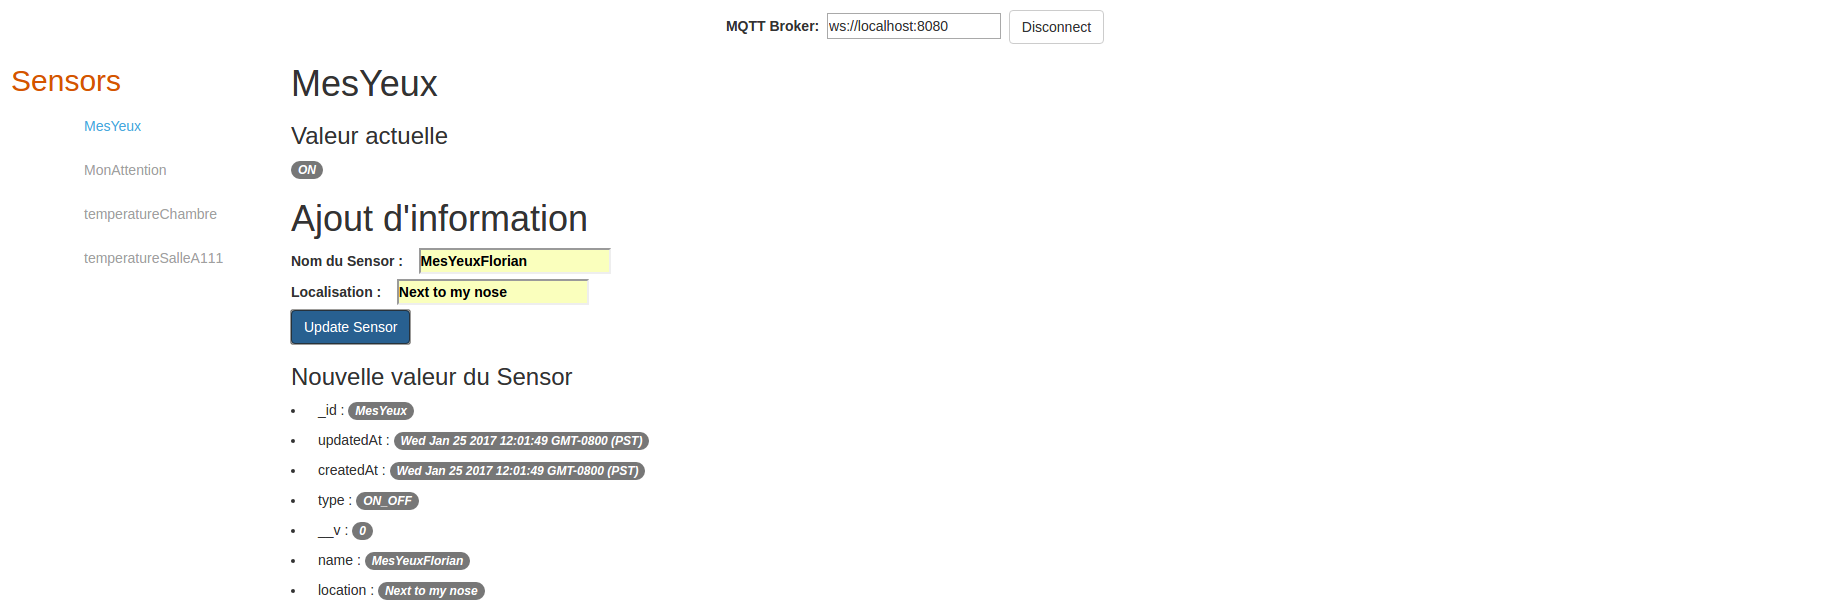 MQTT Broker: ws://localhost:8080 Disconnect
Sensors
MesYeux
MonAttention
temperatureChambre
temperatureSalleA111
MesYeux
Valeur actuelle
ON
Ajout d'information
Nom du Sensor : MesYeuxFlorian
Localisation : Next to my nose
Update Sensor
Nouvelle valeur du Sensor
• _id : MesYeux
• updatedAt : Wed Jan 25 2017 12:01:49 GMT-0800 (PST)
• createdAt : Wed Jan 25 2017 12:01:49 GMT-0800 (PST)
• type : ON_OFF
• __v : 0
• name : MesYeuxFlorian
• location : Next to my nose